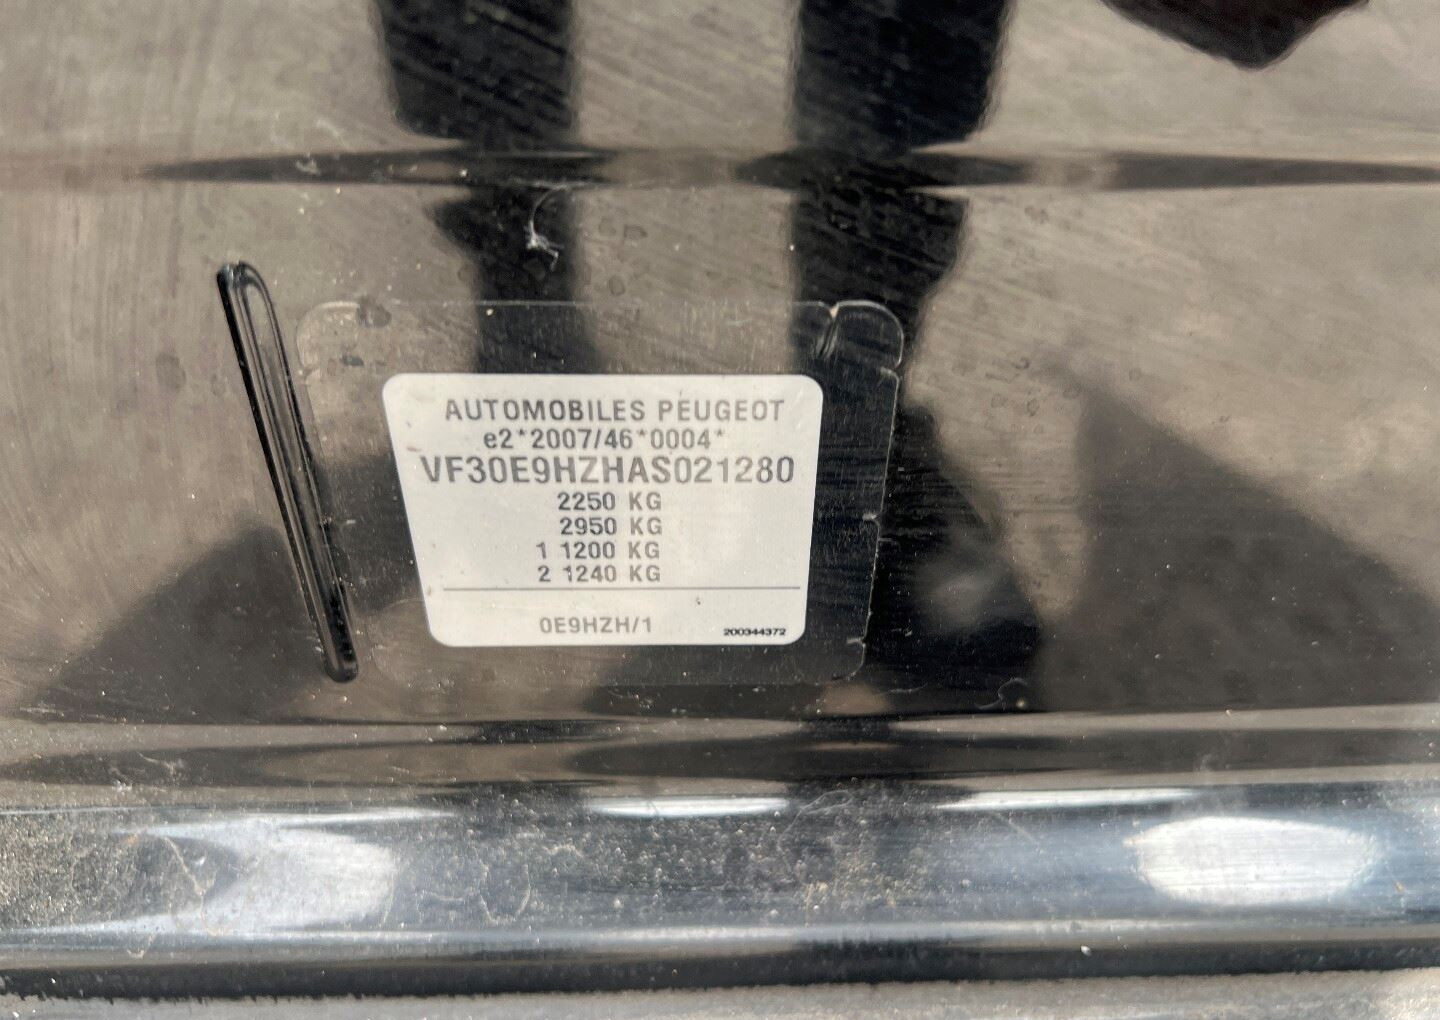 AUTOMOBILES PEUGEOT
e2*2007/46*0004*
VF30E9HZHAS021280
2250 KG
2950 KG
1 1200 KG
2 1240 KG
0E9HZH/1
200344372